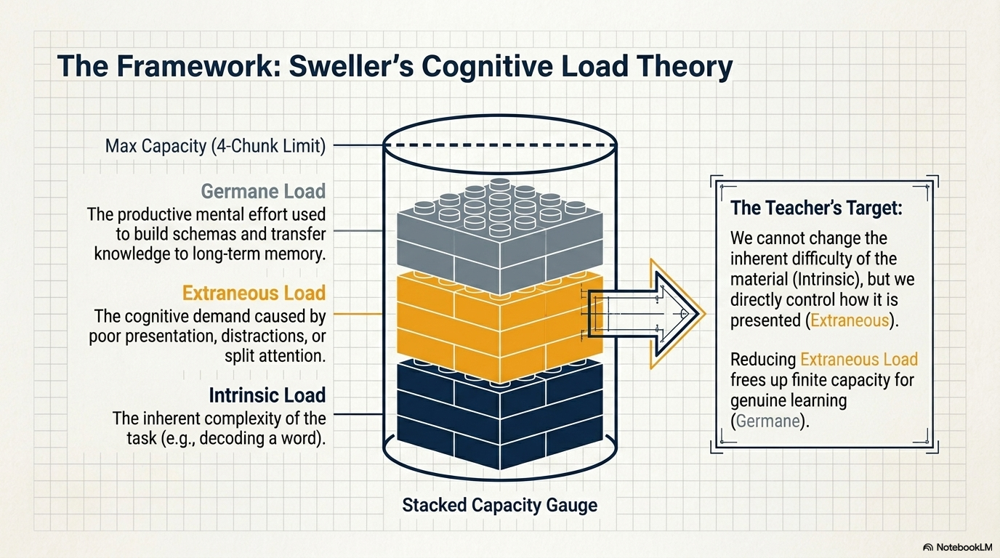 The Framework: Sweller's Cognitive Load Theory
Max Capacity (4-Chunk Limit)
Germane Load
The productive mental effort used
to build schemas and transfer
knowledge to long-term memory.
Extraneous Load
The cognitive demand caused by
poor presentation, distractions, or
split attention.
Intrinsic Load
The inherent complexity of the
task (e.g., decoding a word).
Stacked Capacity Gauge
The Teacher's Target:
We cannot change the
inherent difficulty of the
material (Intrinsic), but we
directly control how it is
presented (Extraneous).
Reducing Extraneous Load
frees up finite capacity for
genuine learning
(Germane).
NotebookLM